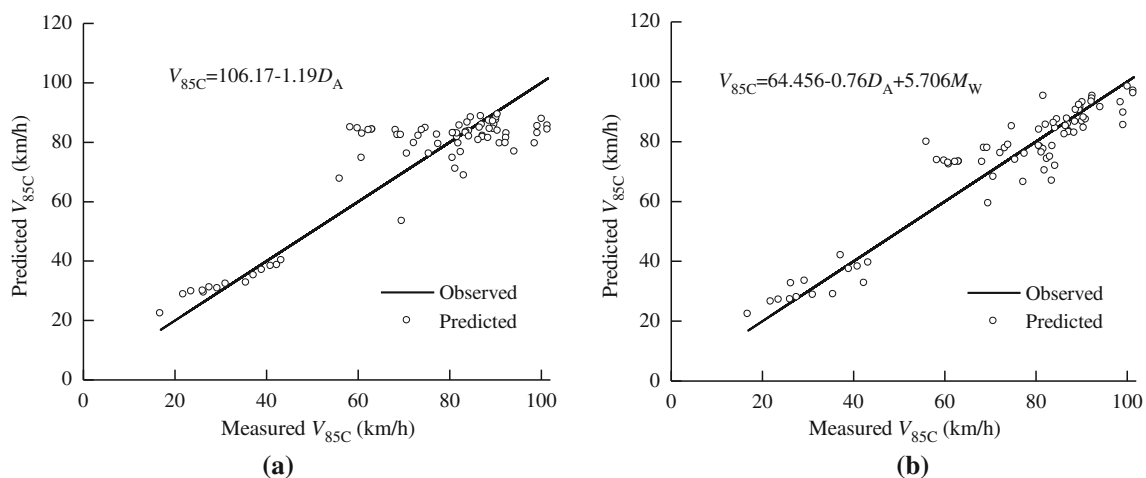 120
100
80
60
40
20
0
Predicted V85C (km/h)
V85C=106.17-1.19DA
Observed
Predicted
0 20 40 60 80 100
Measured V85C (km/h)
(a)
120
100
80
60
40
20
0
Predicted V85C (km/h)
V85C=64.456-0.76DA+5.706MW
Observed
Predicted
0 20 40 60 80 100
Measured V85C (km/h)
(b)